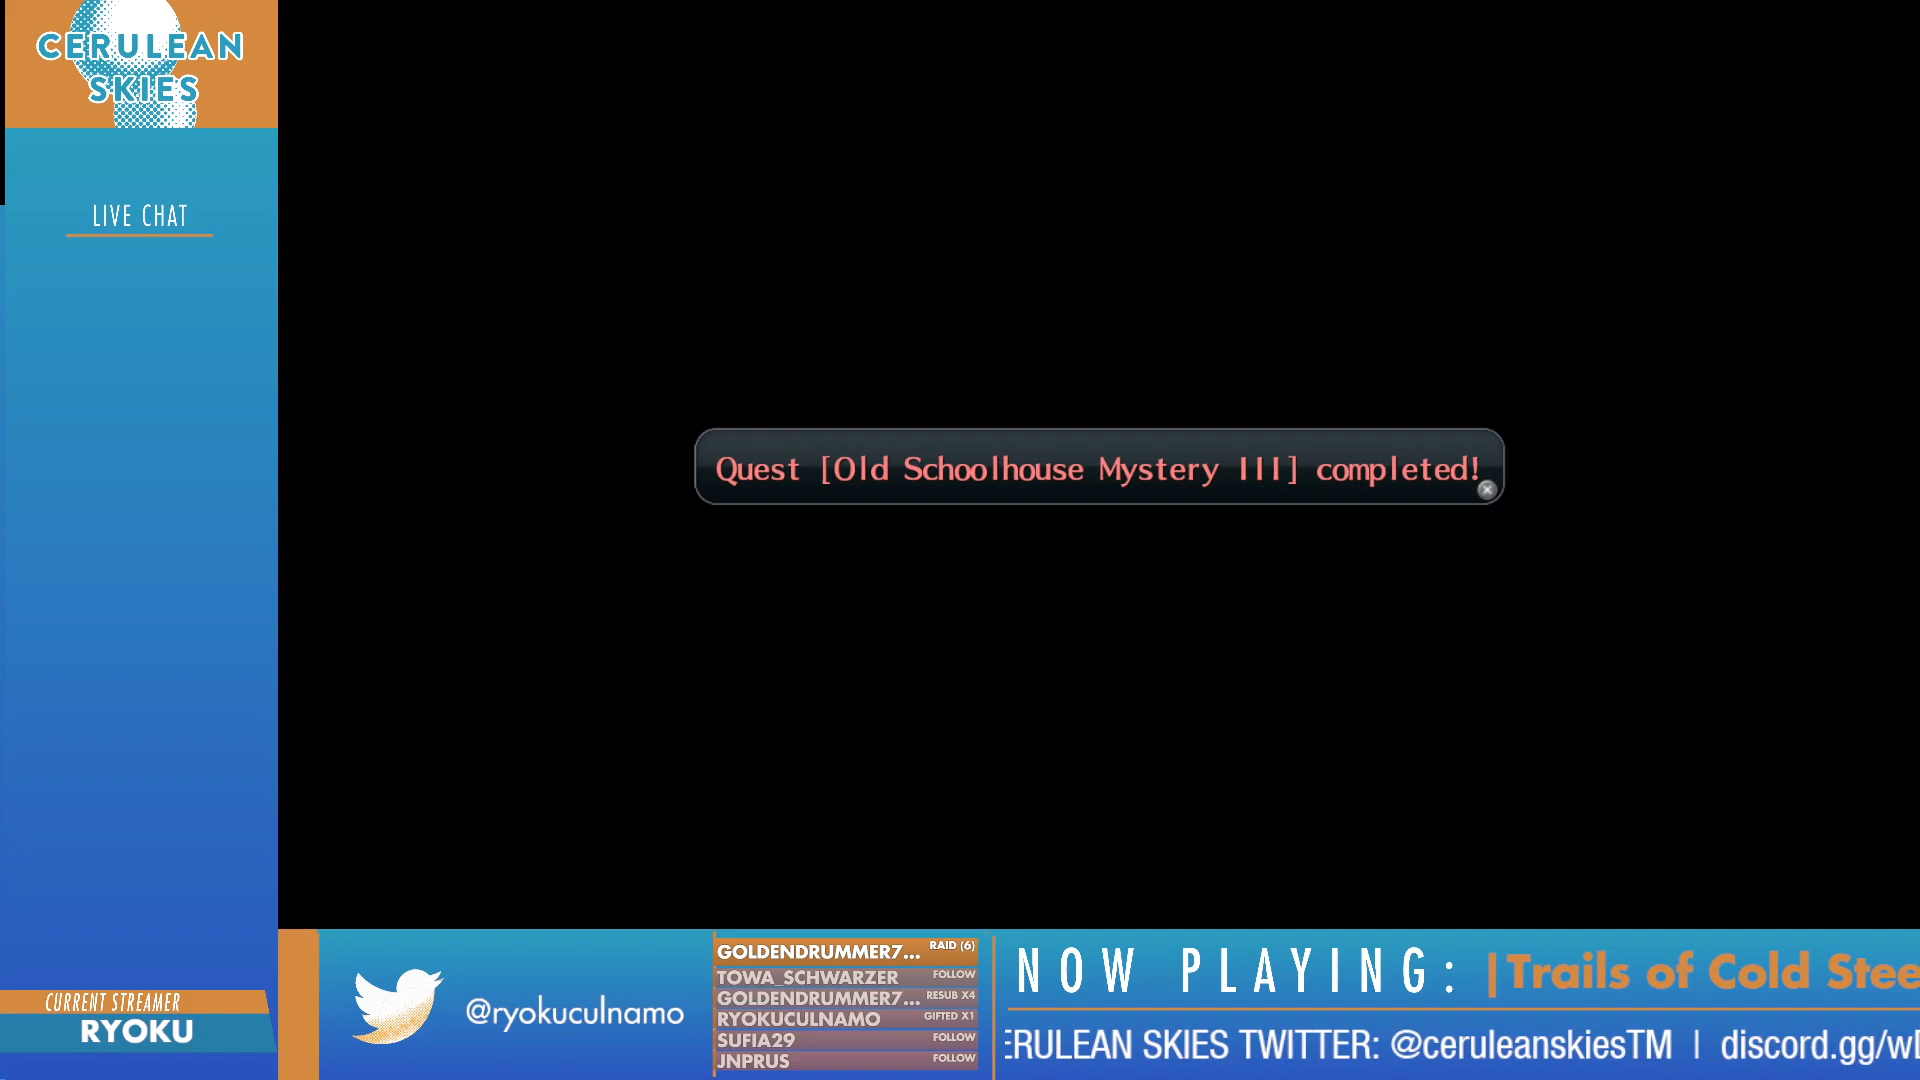 CERULEAN
SKIES
LIVE CHAT
Quest [Old Schoolhouse Mystery III] completed!
CURRENT STREAMER
RYOKU
@ryokuculnamo
GOLDENDRUMMER7... RAID (6)
TOWA_SCHWARZER FOLLOW
GOLDENDRUMMER7... RESUB X4
RYOKUCULNAMO GIFTED X1
SUFIA29 FOLLOW
JNPRUS FOLLOW
NOW PLAYING: |Trails of Cold Stee
ERULEAN SKIES TWITTER: @ceruleanskiesTM | discord.gg/w